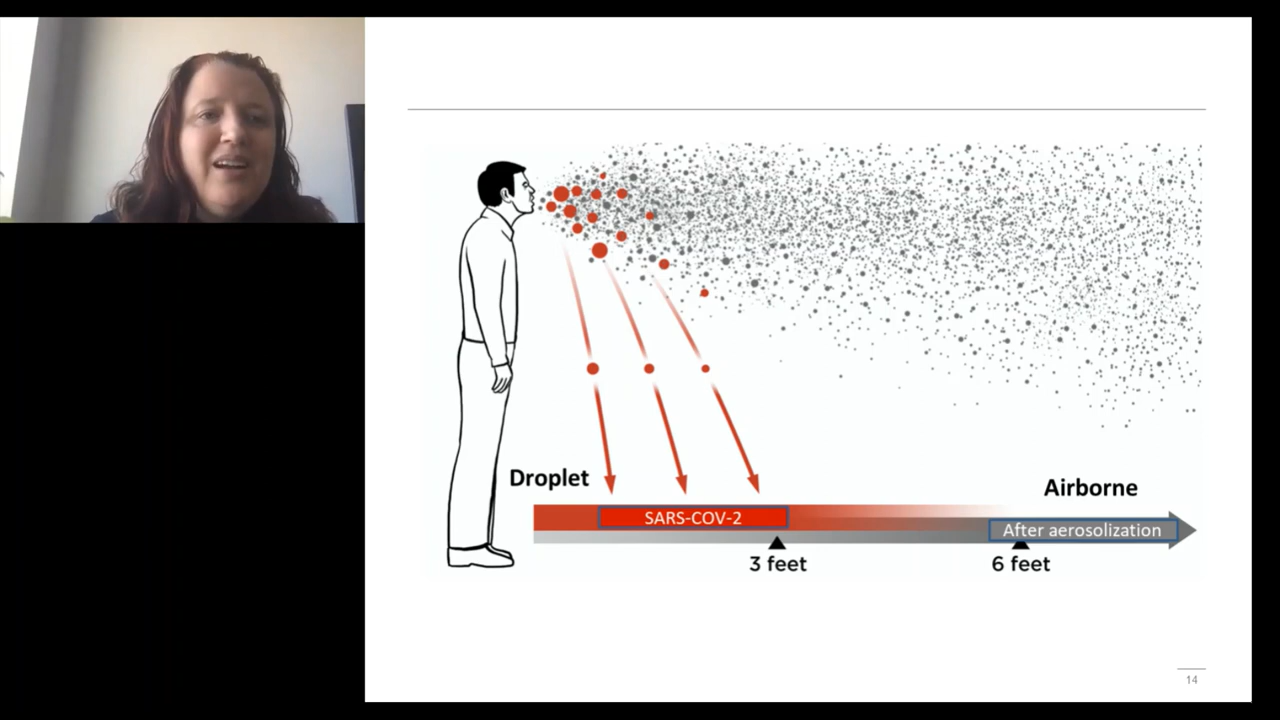 Droplet
Airborne
SARS-COV-2
After aerosolization
3 feet
6 feet
14